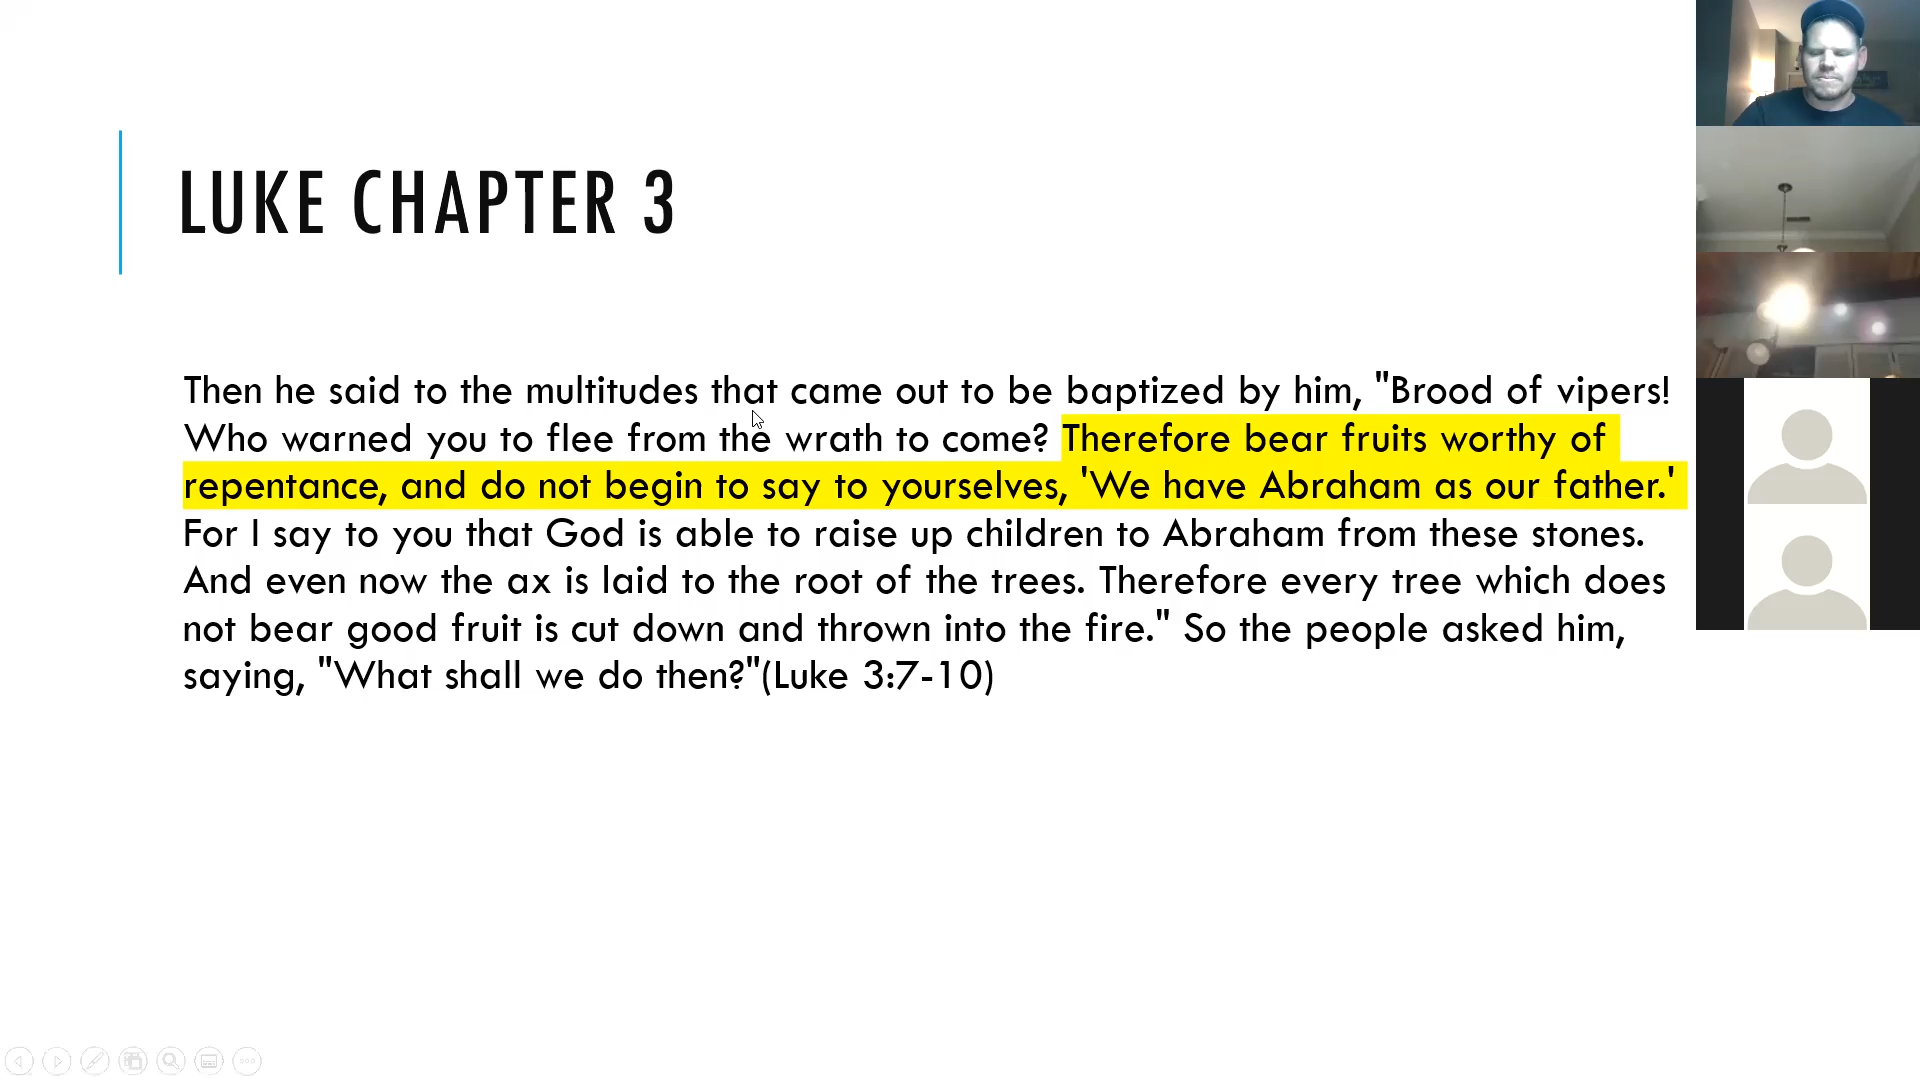 LUKE CHAPTER 3
Then he said to the multitudes that came out to be baptized by him, "Brood of vipers!
Who warned you to flee from the wrath to come? Therefore bear fruits worthy of
repentance, and do not begin to say to yourselves, 'We have Abraham as our father.'
For I say to you that God is able to raise up children to Abraham from these stones.
And even now the ax is laid to the root of the trees. Therefore every tree which does
not bear good fruit is cut down and thrown into the fire." So the people asked him,
saying, "What shall we do then?"(Luke 3:7-10)